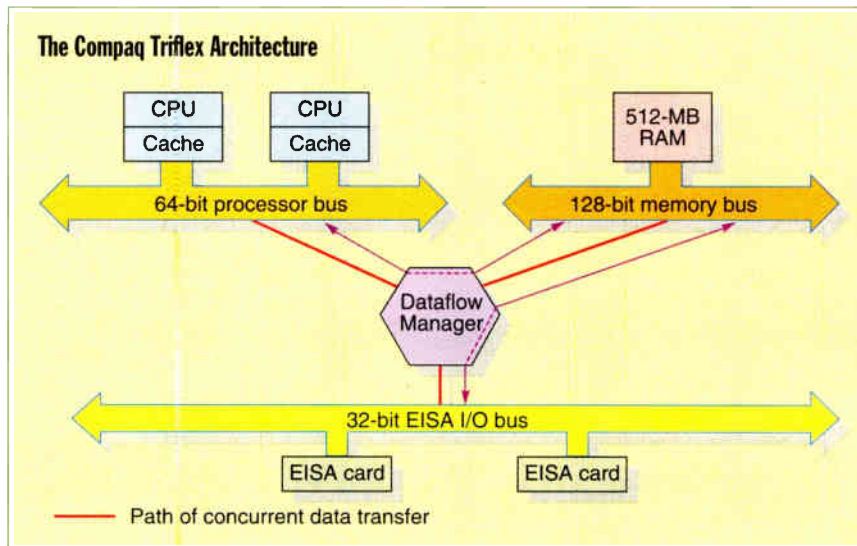 The Compaq Triflex Architecture
CPU
Cache
CPU
Cache
512-MB
RAM
64-bit processor bus
128-bit memory bus
Dataflow
Manager
32-bit EISA I/O bus
EISA card
EISA card
Path of concurrent data transfer